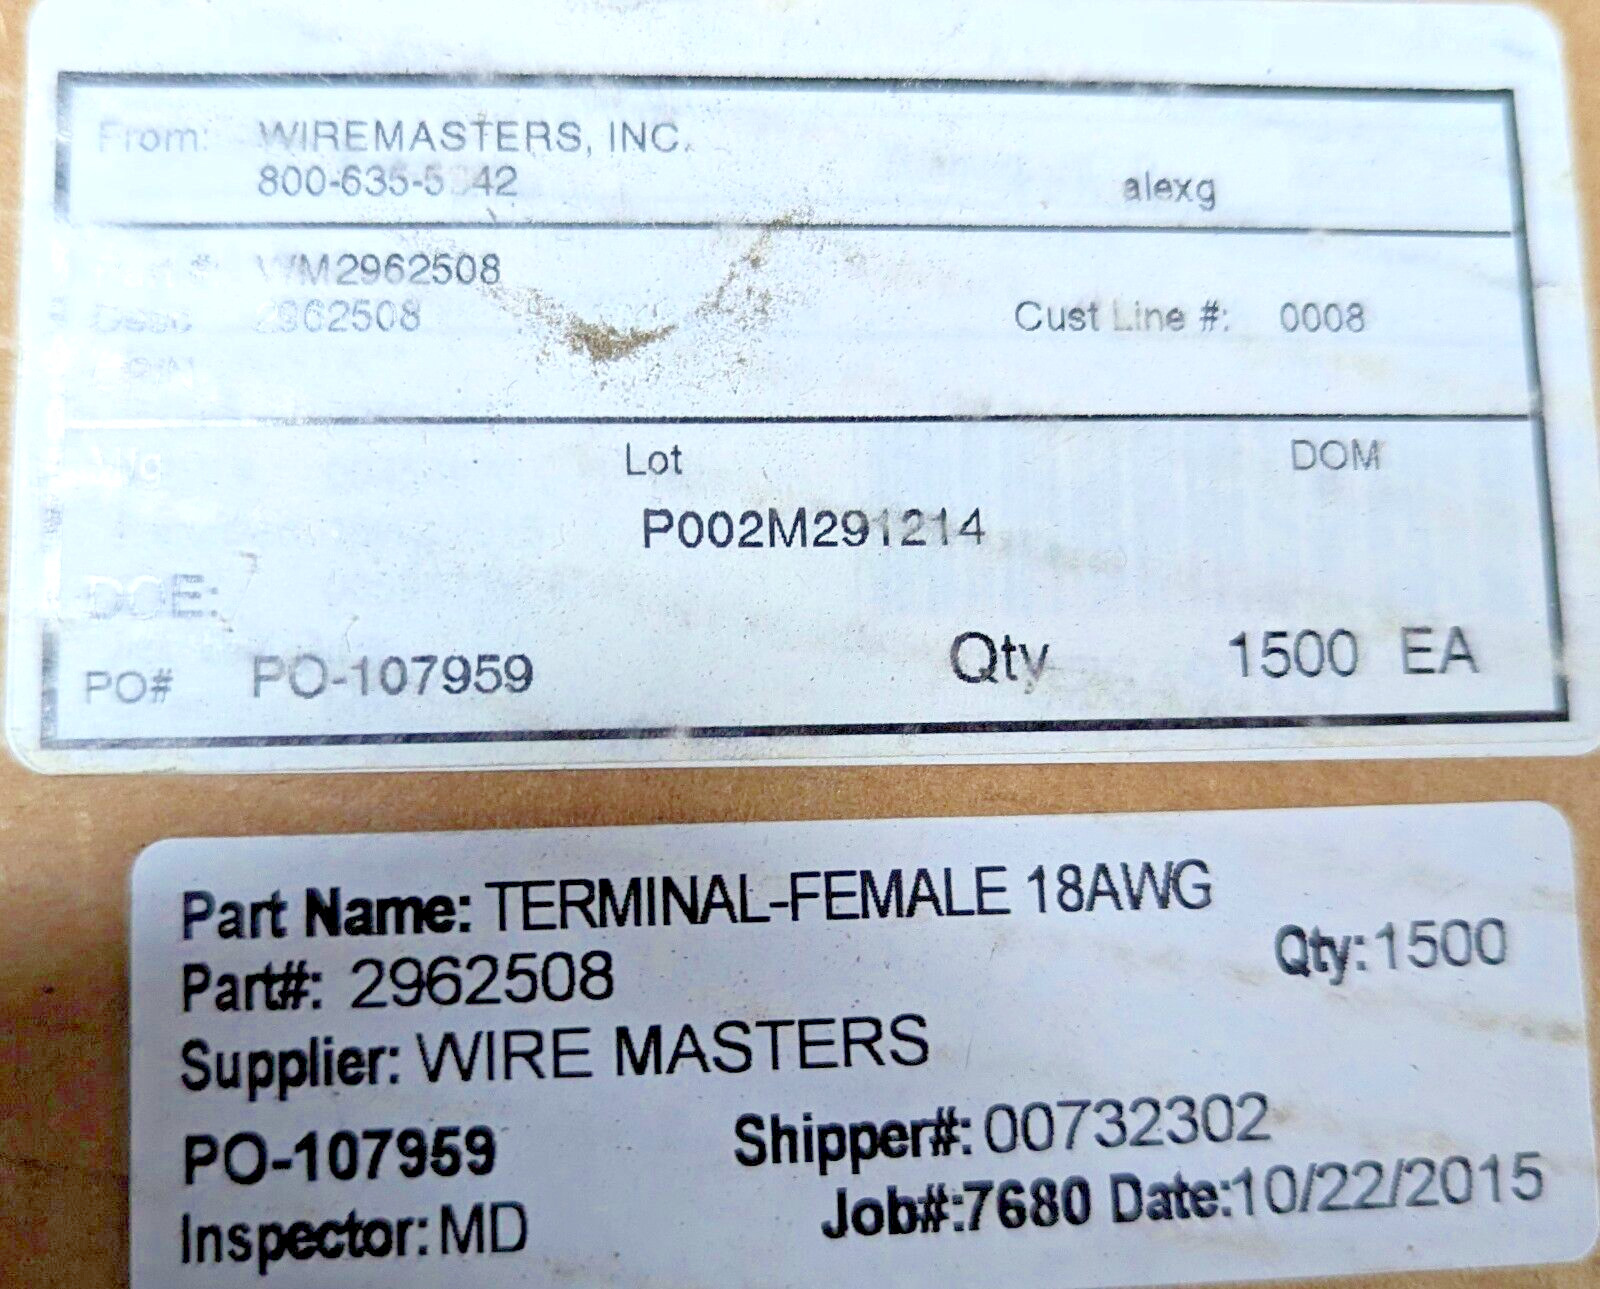 From: WIREMASTERS, INC.
alexg
Part #: WM2962508
Desc 2962508
Cust Line #: 0008
Lot
DOM
P002M291214
PO# PO-107959
Qty 1500 EA
Part Name: TERMINAL-FEMALE 18AWG
Part#: 2962508
Qty: 1500
Supplier: WIRE MASTERS
PO-107959
Shipper#: 00732302
Inspector: MD
Job#:7680 Date:10/22/2015